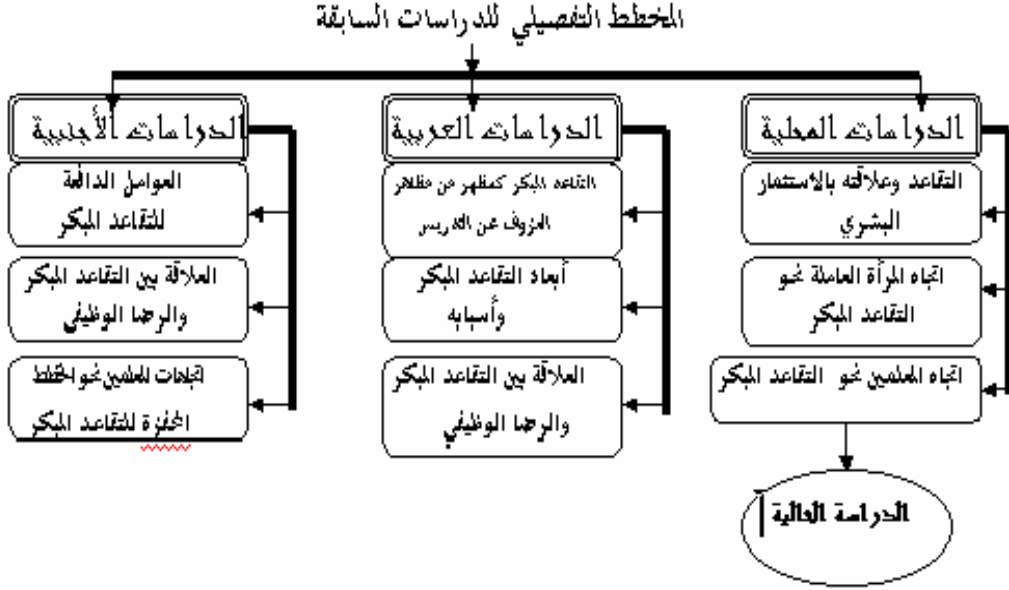 المخطط التفصيلي للدراسات السابقة
الدراسات المحلية
التقاعد وعلاقته بالاستثمار
البشري
اتجاه المرأة العاملة نحو
التقاعد المبكر
اتجاه المعلمين نحو التقاعد المبكر
الدراسة الحالية
الدراسات العربية
التقاعد المبكر كمظهر من مظاهر
العزوف عن التدريس
أبعاد التقاعد المبكر
وأسبابه
العلاقة بين التقاعد المبكر
والرضا الوظيفي
الدراسات الأجنبية
العوامل الدافعة
للتقاعد المبكر
العلاقة بين التقاعد المبكر
والرضا الوظيفي
اتجاهات المعلمين نحو الخطط
المحفزة للتقاعد المبكر